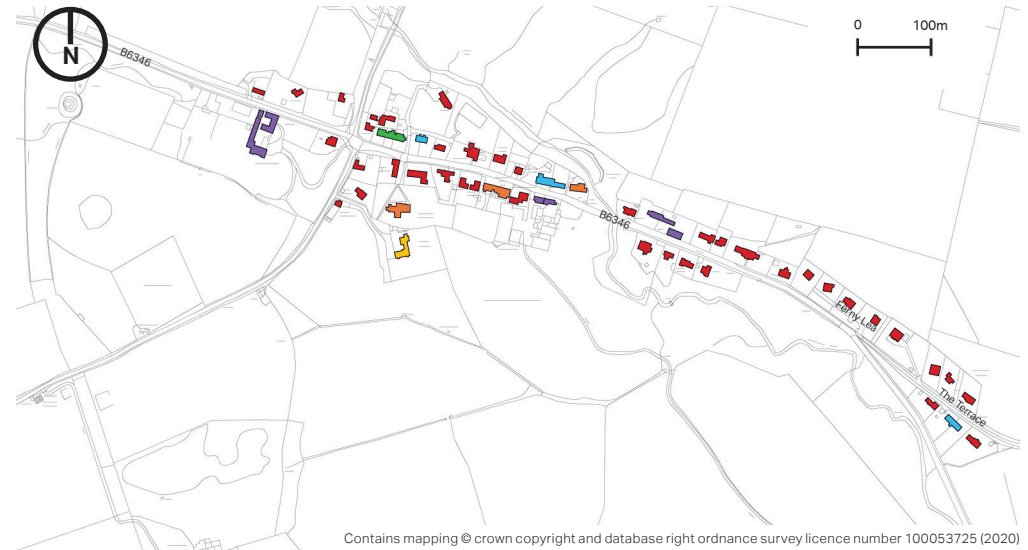 N
B6346
0 100m
B6346
Ferny Lea
The Terrace
Contains mapping © crown copyright and database right ordnance survey licence number 100053725 (2020)